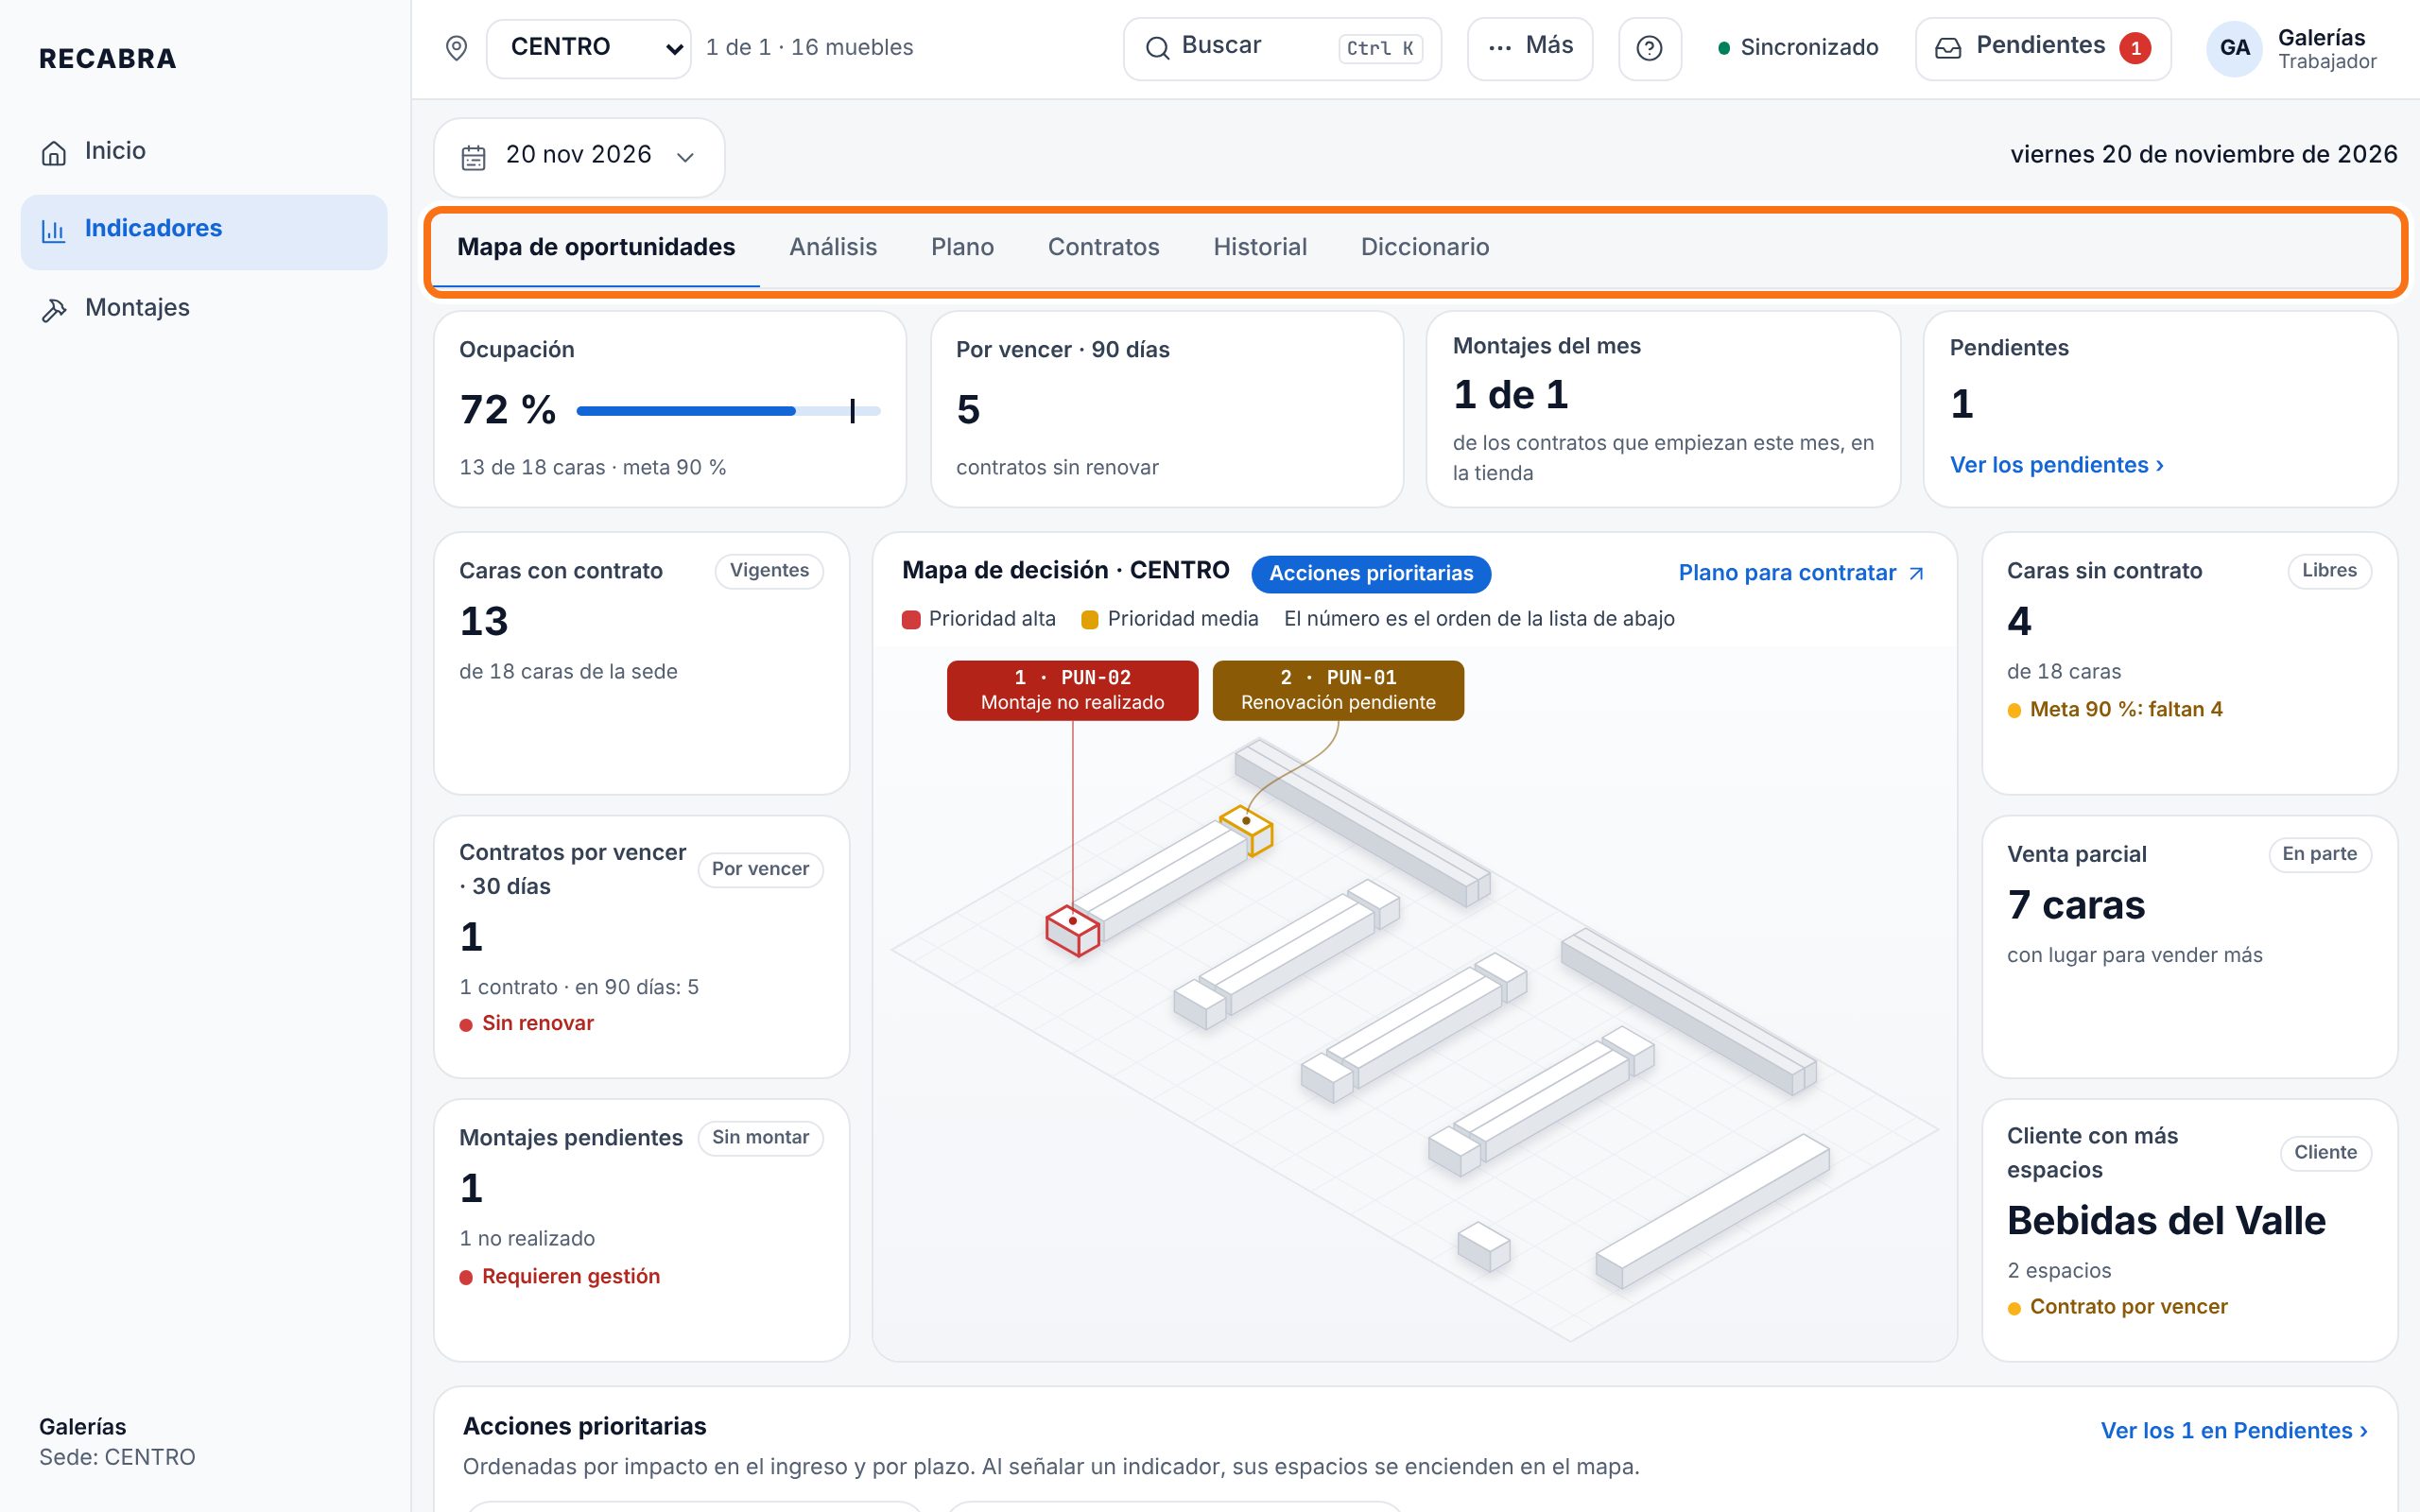 RECABRA
Inicio
Indicadores
Montajes
Galerías
Sede: CENTRO
CENTRO
1 de 1 · 16 muebles
Buscar
Ctrl K
Más
Sincronizado
Pendientes
1
GA
Galerías
Trabajador
20 nov 2026
viernes 20 de noviembre de 2026
Mapa de oportunidades
Análisis
Plano
Contratos
Historial
Diccionario
Ocupación
72 %
13 de 18 caras · meta 90 %
Por vencer · 90 días
5
contratos sin renovar
Montajes del mes
1 de 1
de los contratos que empiezan este mes, en
la tienda
Pendientes
1
Ver los pendientes ›
Caras con contrato
Vigentes
13
de 18 caras de la sede
Contratos por vencer
· 30 días
Por vencer
1
1 contrato · en 90 días: 5
Sin renovar
Montajes pendientes
Sin montar
1
1 no realizado
Requieren gestión
Mapa de decisión · CENTRO
Acciones prioritarias
Plano para contratar
Prioridad alta
Prioridad media
El número es el orden de la lista de abajo
1 · PUN-02
Montaje no realizado
2 · PUN-01
Renovación pendiente
Caras sin contrato
Libres
4
de 18 caras
Meta 90 %: faltan 4
Venta parcial
En parte
7 caras
con lugar para vender más
Cliente con más
espacios
Cliente
Bebidas del Valle
2 espacios
Contrato por vencer
Acciones prioritarias
Ver los 1 en Pendientes ›
Ordenadas por impacto en el ingreso y por plazo. Al señalar un indicador, sus espacios se encienden en el mapa.